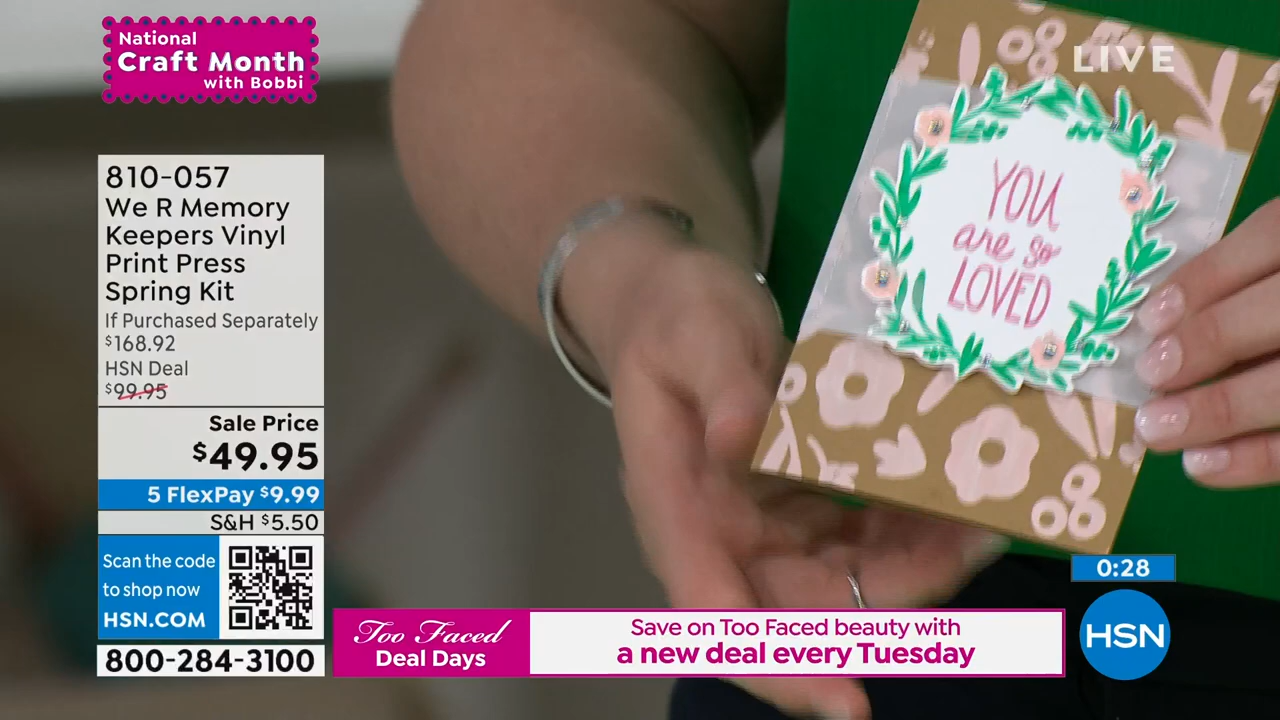 National
Craft Month
with Bobbi
LIVE
810-057
We R Memory
Keepers Vinyl
Print Press
Spring Kit
If Purchased Separately
$168.92
HSN Deal
$99.95
Sale Price
$49.95
5 FlexPay $9.99
S&H $5.50
Scan the code
to shop now
HSN.COM
800-284-3100
YOU
are so
LOVED
0:28
Too Faced
Deal Days
Save on Too Faced beauty with
a new deal every Tuesday
HSN